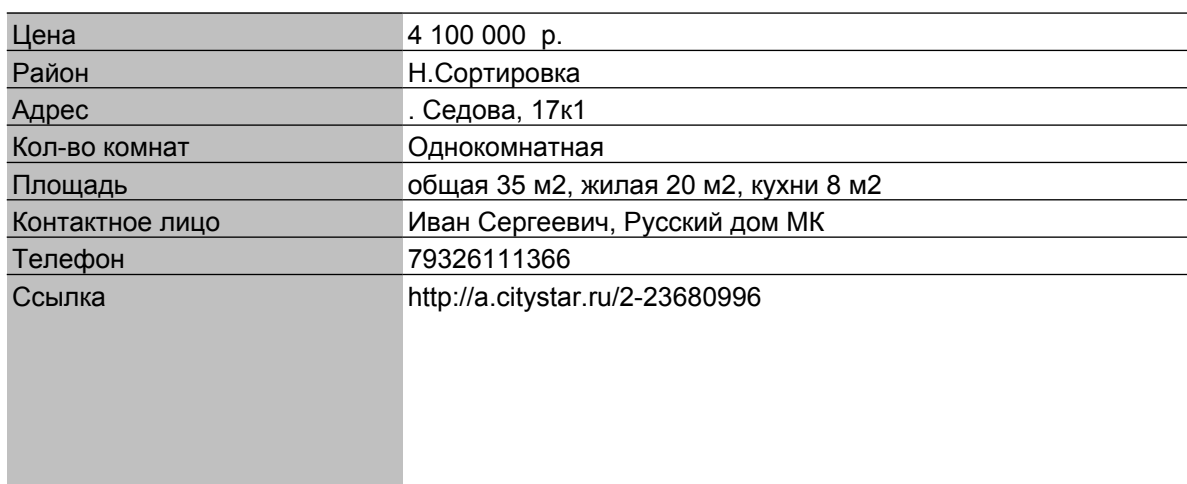 Цена 4 100 000 р.
Район Н.Сортировка
Адрес . Седова, 17к1
Кол-во комнат Однокомнатная
Площадь общая 35 м2, жилая 20 м2, кухни 8 м2
Контактное лицо Иван Сергеевич, Русский дом МК
Телефон 79326111366
Ссылка http://a.citystar.ru/2-23680996